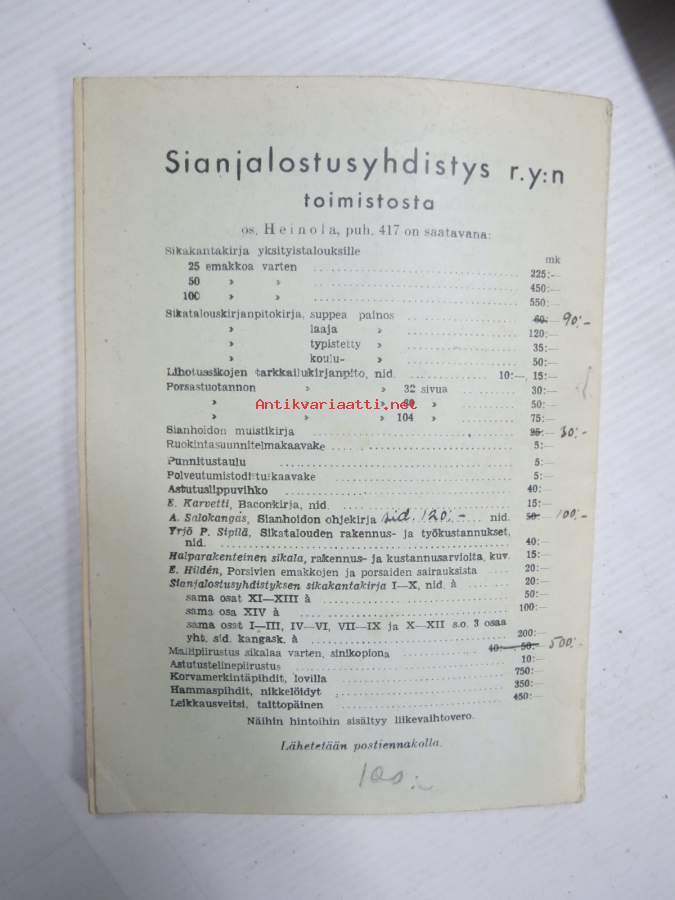 Sianjalostusyhdistys r.y:n
toimistosta
os. Heinola, puh. 417 on saatavana:
Sikakantakirja yksityistalouksille
mk
25 emakkoa varten 225:—
50 » » 450:—
100 » » 550:—
Sikatalouskirjanpitokirja, suppea painos 60:— 90:-
» laaja » 120:—
» typistetty » 35:—
» koulu- » 50:—
Lihotussikojen tarkkailukirjanpito, nid. 10:—, 15:—
Porsastuotannon » » 32 sivua 30:—
» » » 60 » 50:—
Antikvariaatti.net
» » » 104 » 75:—
Sianhoidon muistikirja 25:— 30:-
Ruokintasuunnitelmakaavake 5:—
Punnitustaulu 5:—
Polveutumistodistuskaavake 5:—
Astutuslippuvihko 40:—
E. Karvetti, Baconkirja, nid. 15:—
A. Salokangas, Sianhoidon ohjekirja sid. 120:- nid. 50:— 100:-
Yrjö P. Sipilä, Sikatalouden rakennus- ja työkustannukset,
nid. 40:—
Halparakenteinen sikala, rakennus- ja kustannusarvioita, kuv. 15:—
E. Hildén, Porsivien emakkojen ja porsaiden sairauksista 20:—
Sianjalostusyhdistyksen sikakantakirja I—X, nid. à 20:—
sama osat XI—XIII à 50:—
sama osa XIV à 100:—
sama osat I—III, IV—VI, VII—IX ja X—XII s.o. 3 osaa
yht. sid. kangask. à 200:—
Mallipiirustus sikalaa varten, sinikopiona 40:— 50:— 500:-
Astutustelinepiirustus 10:—
Korvamerkintäpihdit, lovilla 750:—
Hammaspihdit, nikkelöidyt 350:—
Leikkausveitsi, taittopäinen 450:—
Näihin hintoihin sisältyy liikevaihtovero.
Lähetetään postiennakolla.
100:-